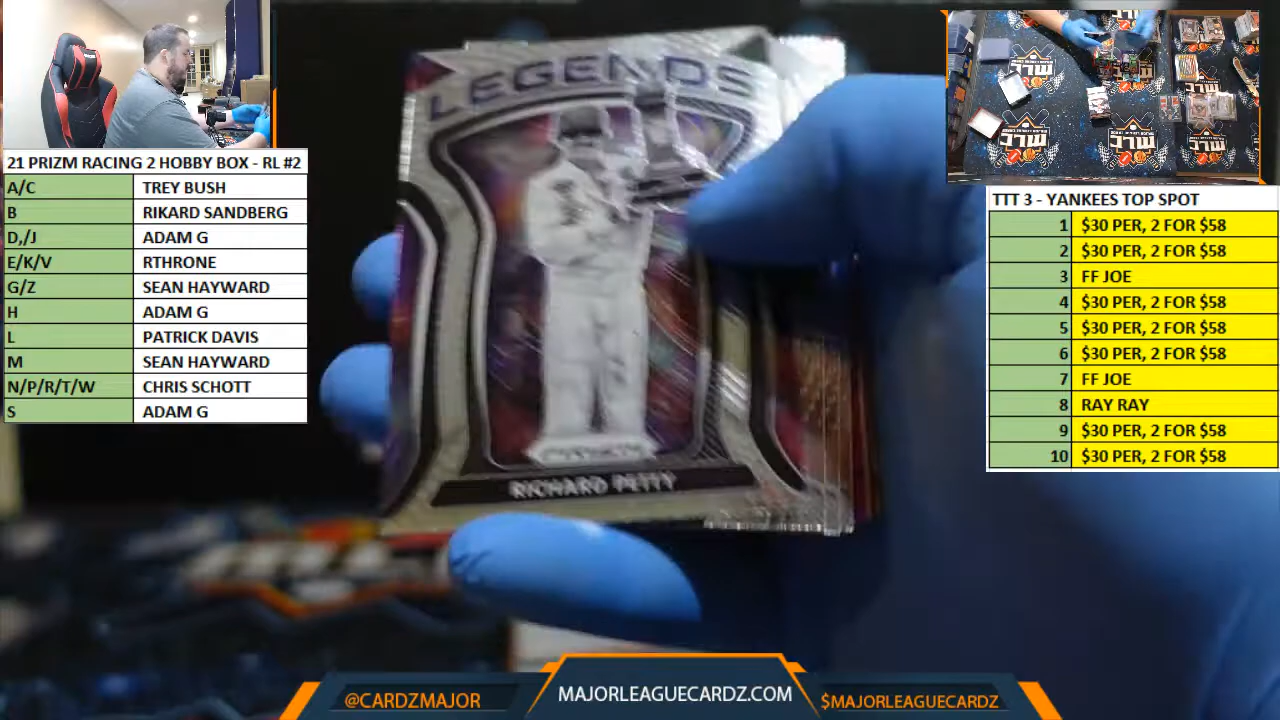 LEGENDS
RICHARD PETTY
21 PRIZM RACING 2 HOBBY BOX - RL #2
A/C TREY BUSH
B RIKARD SANDBERG
D,/J ADAM G
E/K/V RTHRONE
G/Z SEAN HAYWARD
H ADAM G
L PATRICK DAVIS
M SEAN HAYWARD
N/P/R/T/W CHRIS SCHOTT
S ADAM G
TTT 3 - YANKEES TOP SPOT
1 $30 PER, 2 FOR $58
2 $30 PER, 2 FOR $58
3 FF JOE
4 $30 PER, 2 FOR $58
5 $30 PER, 2 FOR $58
6 $30 PER, 2 FOR $58
7 FF JOE
8 RAY RAY
9 $30 PER, 2 FOR $58
10 $30 PER, 2 FOR $58
@CARDZMAJOR
MAJORLEAGUECARDZ.COM
$MAJORLEAGUECARDZ